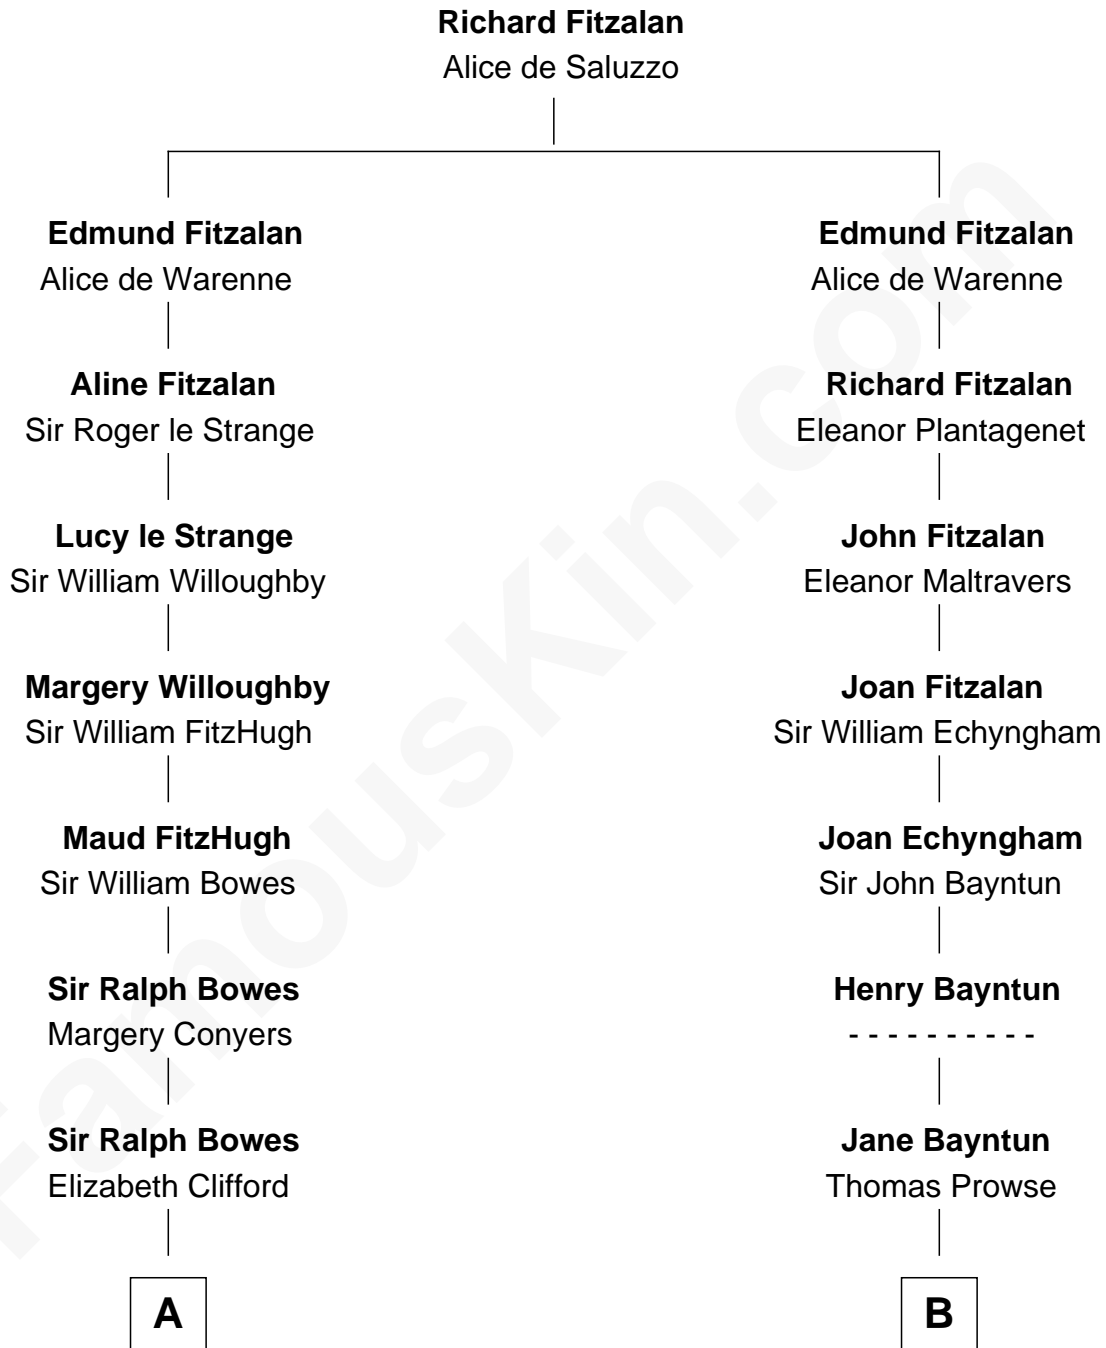 Richard Fitzalan
Alice de Saluzzo
Edmund Fitzalan
Alice de Warenne
Edmund Fitzalan
Alice de Warenne
Aline Fitzalan
Sir Roger le Strange
Richard Fitzalan
Eleanor Plantagenet
Lucy le Strange
Sir William Willoughby
John Fitzalan
Eleanor Maltravers
Margery Willoughby
Sir William FitzHugh
Joan Fitzalan
Sir William Echyngham
Maud FitzHugh
Sir William Bowes
Joan Echyngham
Sir John Bayntun
Sir Ralph Bowes
Margery Conyers
Henry Bayntun
- - - - - - - - - -
Sir Ralph Bowes
Elizabeth Clifford
Jane Bayntun
Thomas Prowse
A
B
FamousKin.com